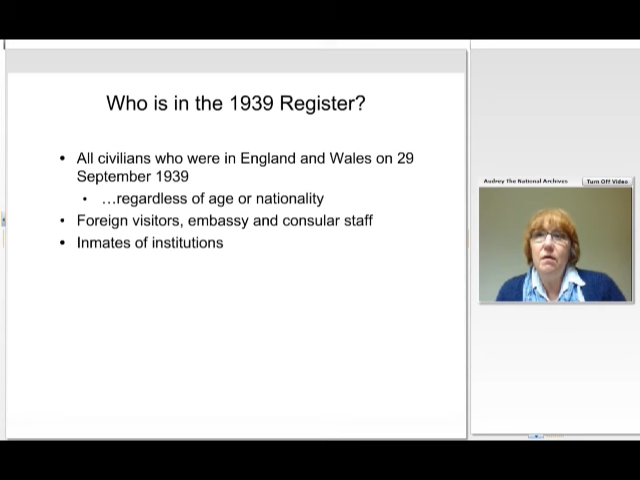 Who is in the 1939 Register?
• All civilians who were in England and Wales on 29
September 1939
• …regardless of age or nationality
• Foreign visitors, embassy and consular staff
• Inmates of institutions
Audrey The National Archives
Turn Off Video